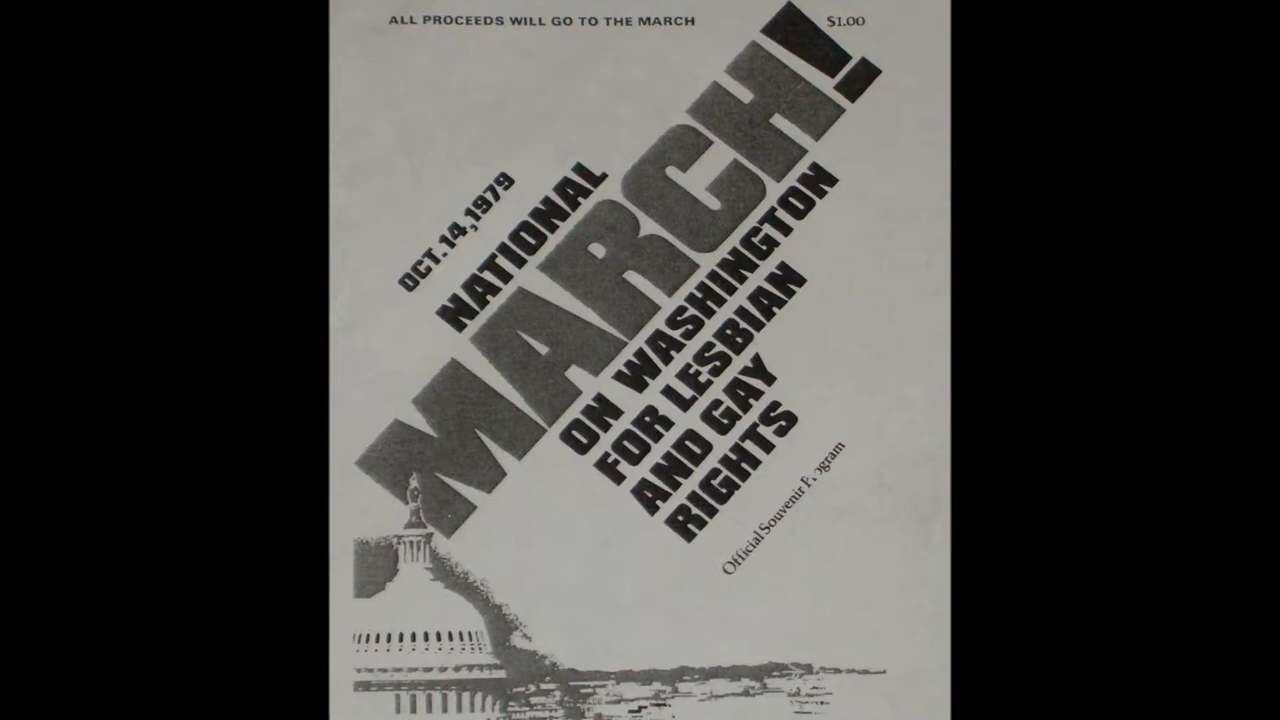 ALL PROCEEDS WILL GO TO THE MARCH
$1.00
OCT. 14, 1979
NATIONAL
MARCH!
ON WASHINGTON
FOR LESBIAN
AND GAY
RIGHTS
Official Souvenir Program